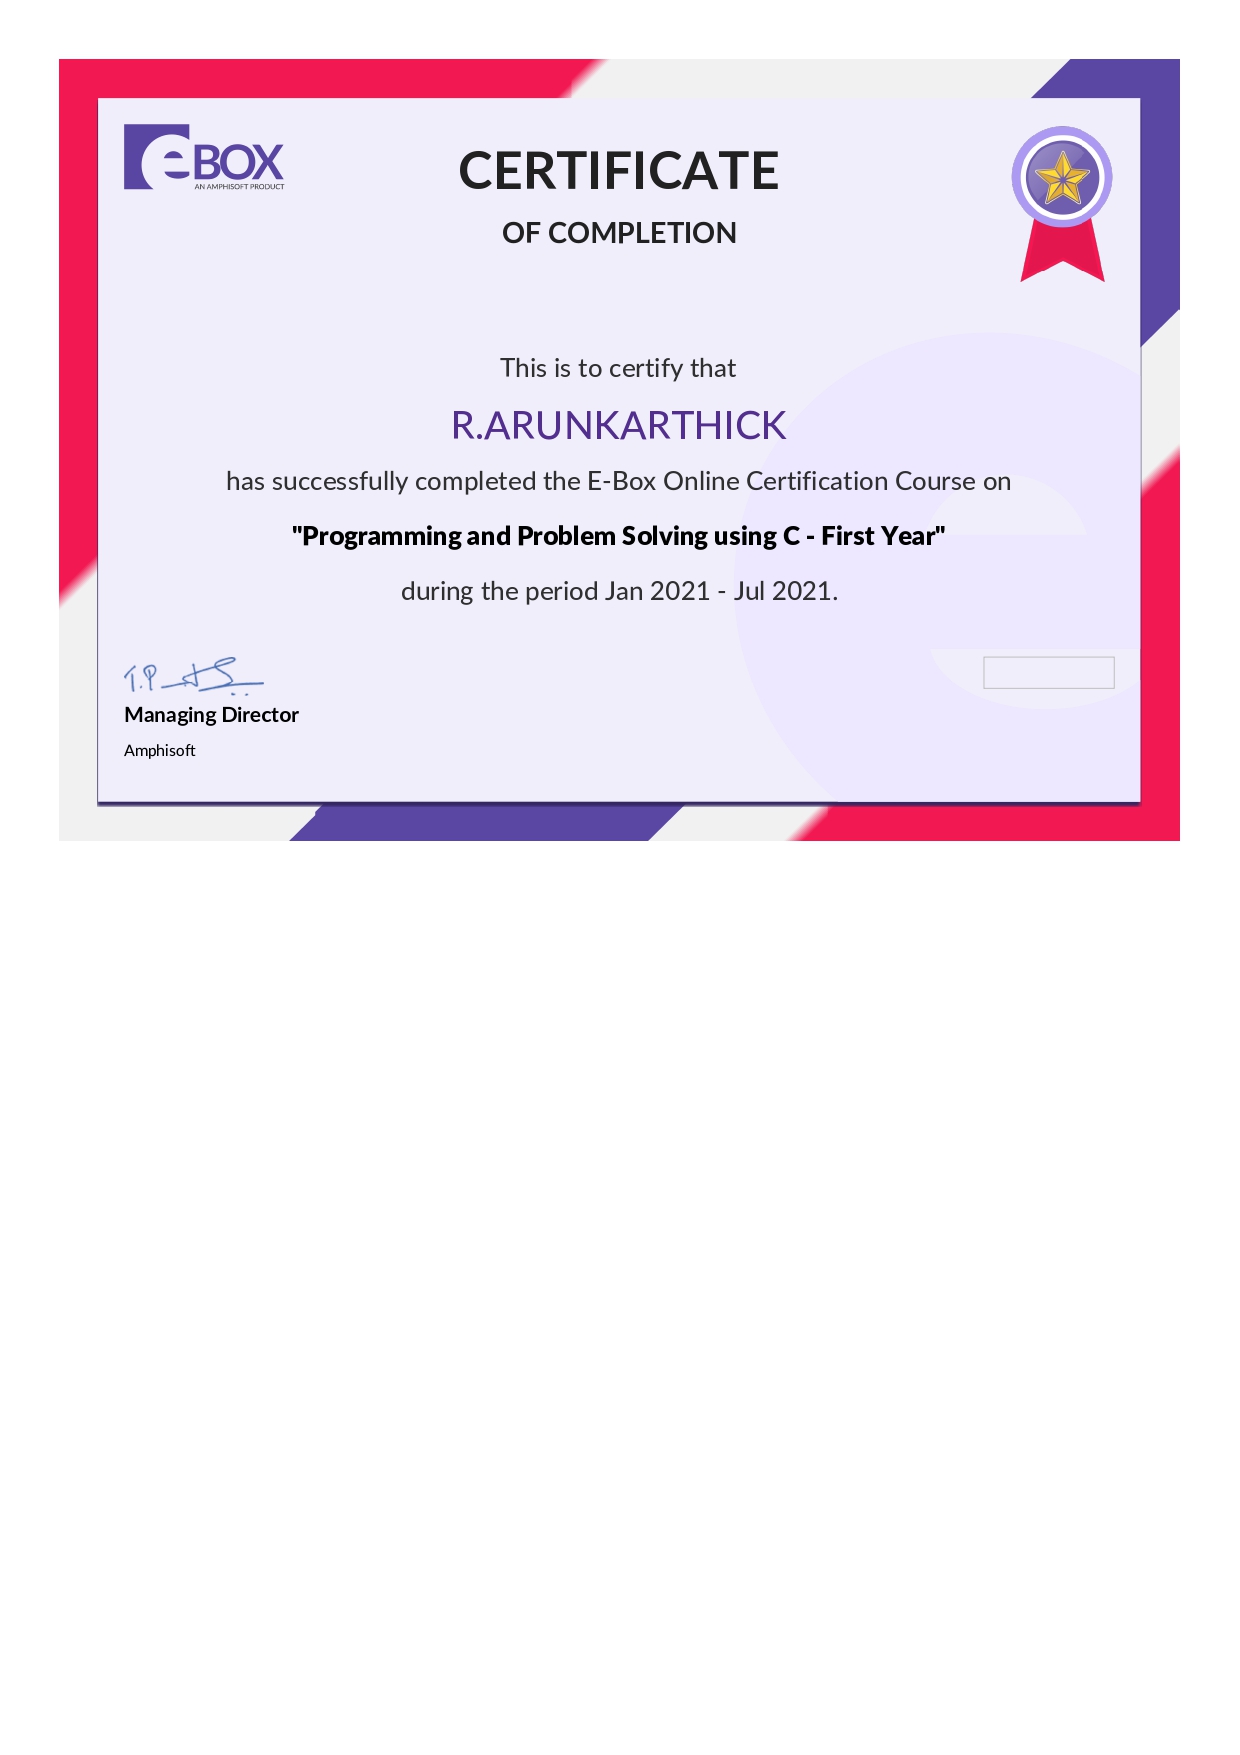 eBOX
AN AMPHISOFT PRODUCT
CERTIFICATE
OF COMPLETION
This is to certify that
R.ARUNKARTHICK
has successfully completed the E-Box Online Certification Course on
"Programming and Problem Solving using C - First Year"
during the period Jan 2021 - Jul 2021.
T.P
Managing Director
Amphisoft